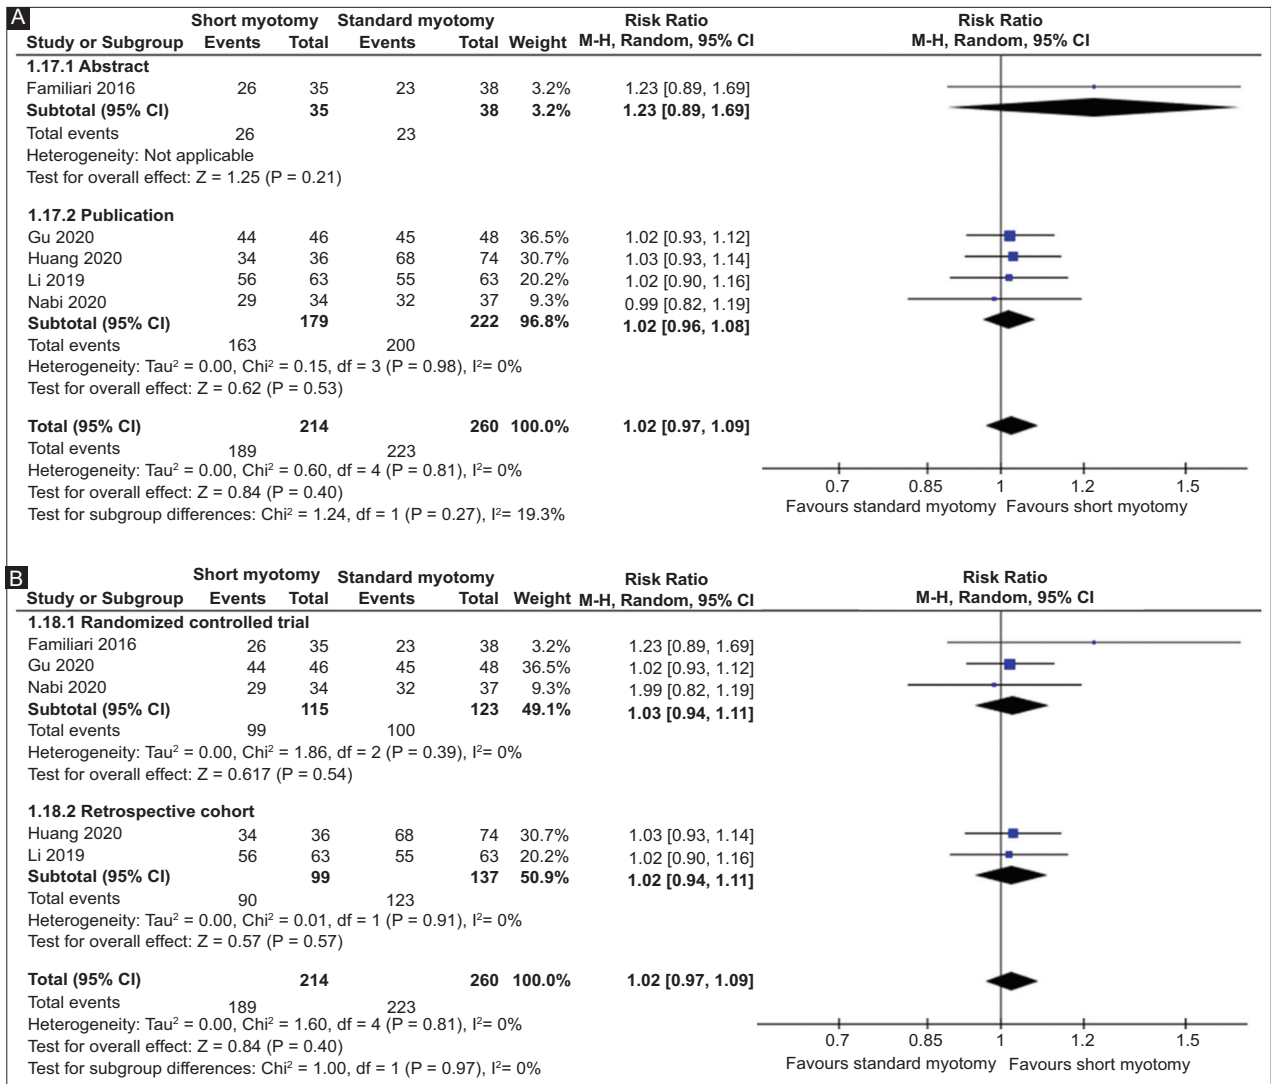 A
Short myotomy Standard myotomy Risk Ratio Risk Ratio
Study or Subgroup Events Total Events Total Weight M-H, Random, 95% CI M-H, Random, 95% CI
1.17.1 Abstract
Familiari 2016 26 35 23 38 3.2% 1.23 [0.89, 1.69]
Subtotal (95% CI) 35 38 3.2% 1.23 [0.89, 1.69]
Total events 26 23
Heterogeneity: Not applicable
Test for overall effect: Z = 1.25 (P = 0.21)
1.17.2 Publication
Gu 2020 44 46 45 48 36.5% 1.02 [0.93, 1.12]
Huang 2020 34 36 68 74 30.7% 1.03 [0.93, 1.14]
Li 2019 56 63 55 63 20.2% 1.02 [0.90, 1.16]
Nabi 2020 29 34 32 37 9.3% 0.99 [0.82, 1.19]
Subtotal (95% CI) 179 222 96.8% 1.02 [0.96, 1.08]
Total events 163 200
Heterogeneity: Tau² = 0.00, Chi² = 0.15, df = 3 (P = 0.98), I²= 0%
Test for overall effect: Z = 0.62 (P = 0.53)
Total (95% CI) 214 260 100.0% 1.02 [0.97, 1.09]
Total events 189 223
Heterogeneity: Tau² = 0.00, Chi² = 0.60, df = 4 (P = 0.81), I²= 0%
Test for overall effect: Z = 0.84 (P = 0.40)
Test for subgroup differences: Chi² = 1.24, df = 1 (P = 0.27), I²= 19.3%
0.7 0.85 1 1.2 1.5
Favours standard myotomy Favours short myotomy
B
Short myotomy Standard myotomy Risk Ratio Risk Ratio
Study or Subgroup Events Total Events Total Weight M-H, Random, 95% CI M-H, Random, 95% CI
1.18.1 Randomized controlled trial
Familiari 2016 26 35 23 38 3.2% 1.23 [0.89, 1.69]
Gu 2020 44 46 45 48 36.5% 1.02 [0.93, 1.12]
Nabi 2020 29 34 32 37 9.3% 1.99 [0.82, 1.19]
Subtotal (95% CI) 115 123 49.1% 1.03 [0.94, 1.11]
Total events 99 100
Heterogeneity: Tau² = 0.00, Chi² = 1.86, df = 2 (P = 0.39), I²= 0%
Test for overall effect: Z = 0.617 (P = 0.54)
1.18.2 Retrospective cohort
Huang 2020 34 36 68 74 30.7% 1.03 [0.93, 1.14]
Li 2019 56 63 55 63 20.2% 1.02 [0.90, 1.16]
Subtotal (95% CI) 99 137 50.9% 1.02 [0.94, 1.11]
Total events 90 123
Heterogeneity: Tau² = 0.00, Chi² = 0.01, df = 1 (P = 0.91), I²= 0%
Test for overall effect: Z = 0.57 (P = 0.57)
Total (95% CI) 214 260 100.0% 1.02 [0.97, 1.09]
Total events 189 223
Heterogeneity: Tau² = 0.00, Chi² = 1.60, df = 4 (P = 0.81), I²= 0%
Test for overall effect: Z = 0.84 (P = 0.40)
Test for subgroup differences: Chi² = 1.00, df = 1 (P = 0.97), I²= 0%
0.7 0.85 1 1.2 1.5
Favours standard myotomy Favours short myotomy